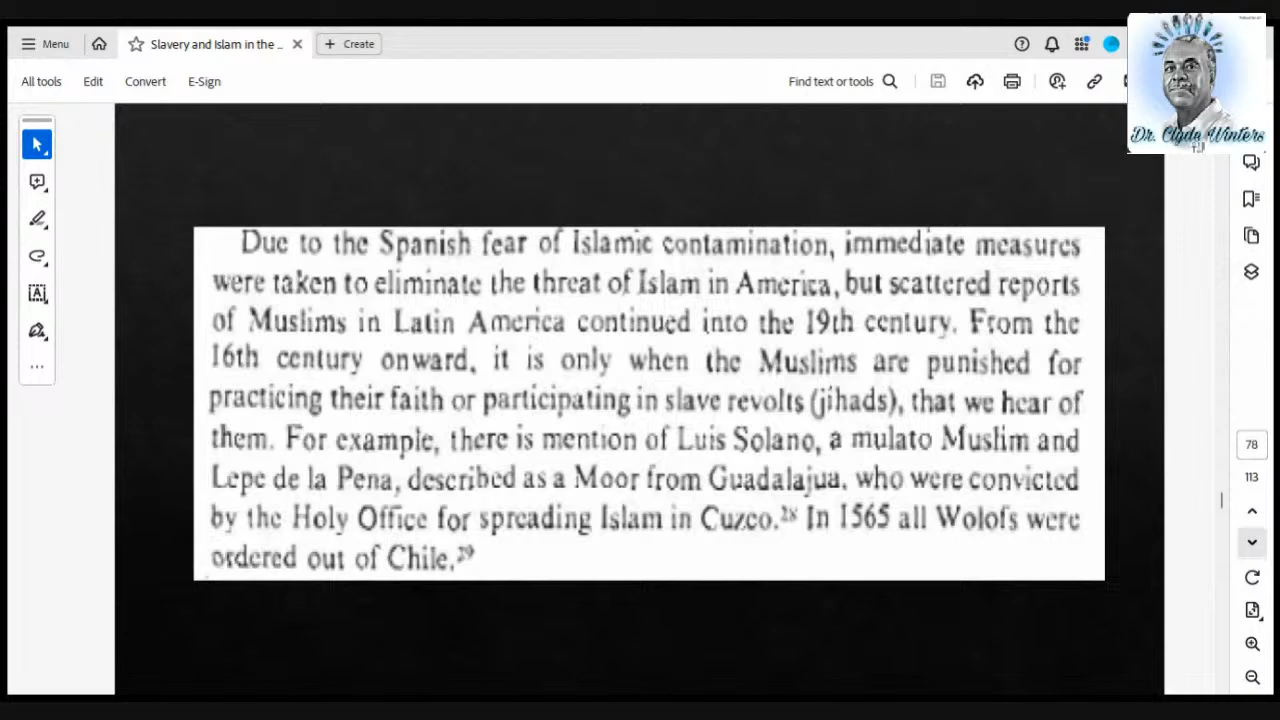 Menu
Slavery and Islam in the ...
Create
All tools
Edit
Convert
E-Sign
Find text or tools
Dr. Clyde Winters
Due to the Spanish fear of Islamic contamination, immediate measures
were taken to eliminate the threat of Islam in America, but scattered reports
of Muslims in Latin America continued into the 19th century. From the
16th century onward, it is only when the Muslims are punished for
practicing their faith or participating in slave revolts (jihads), that we hear of
them. For example, there is mention of Luis Solano, a mulato Muslim and
Lepe de la Pena, described as a Moor from Guadalajua, who were convicted
by the Holy Office for spreading Islam in Cuzco.²⁸ In 1565 all Wolofs were
ordered out of Chile.²⁹
78
113